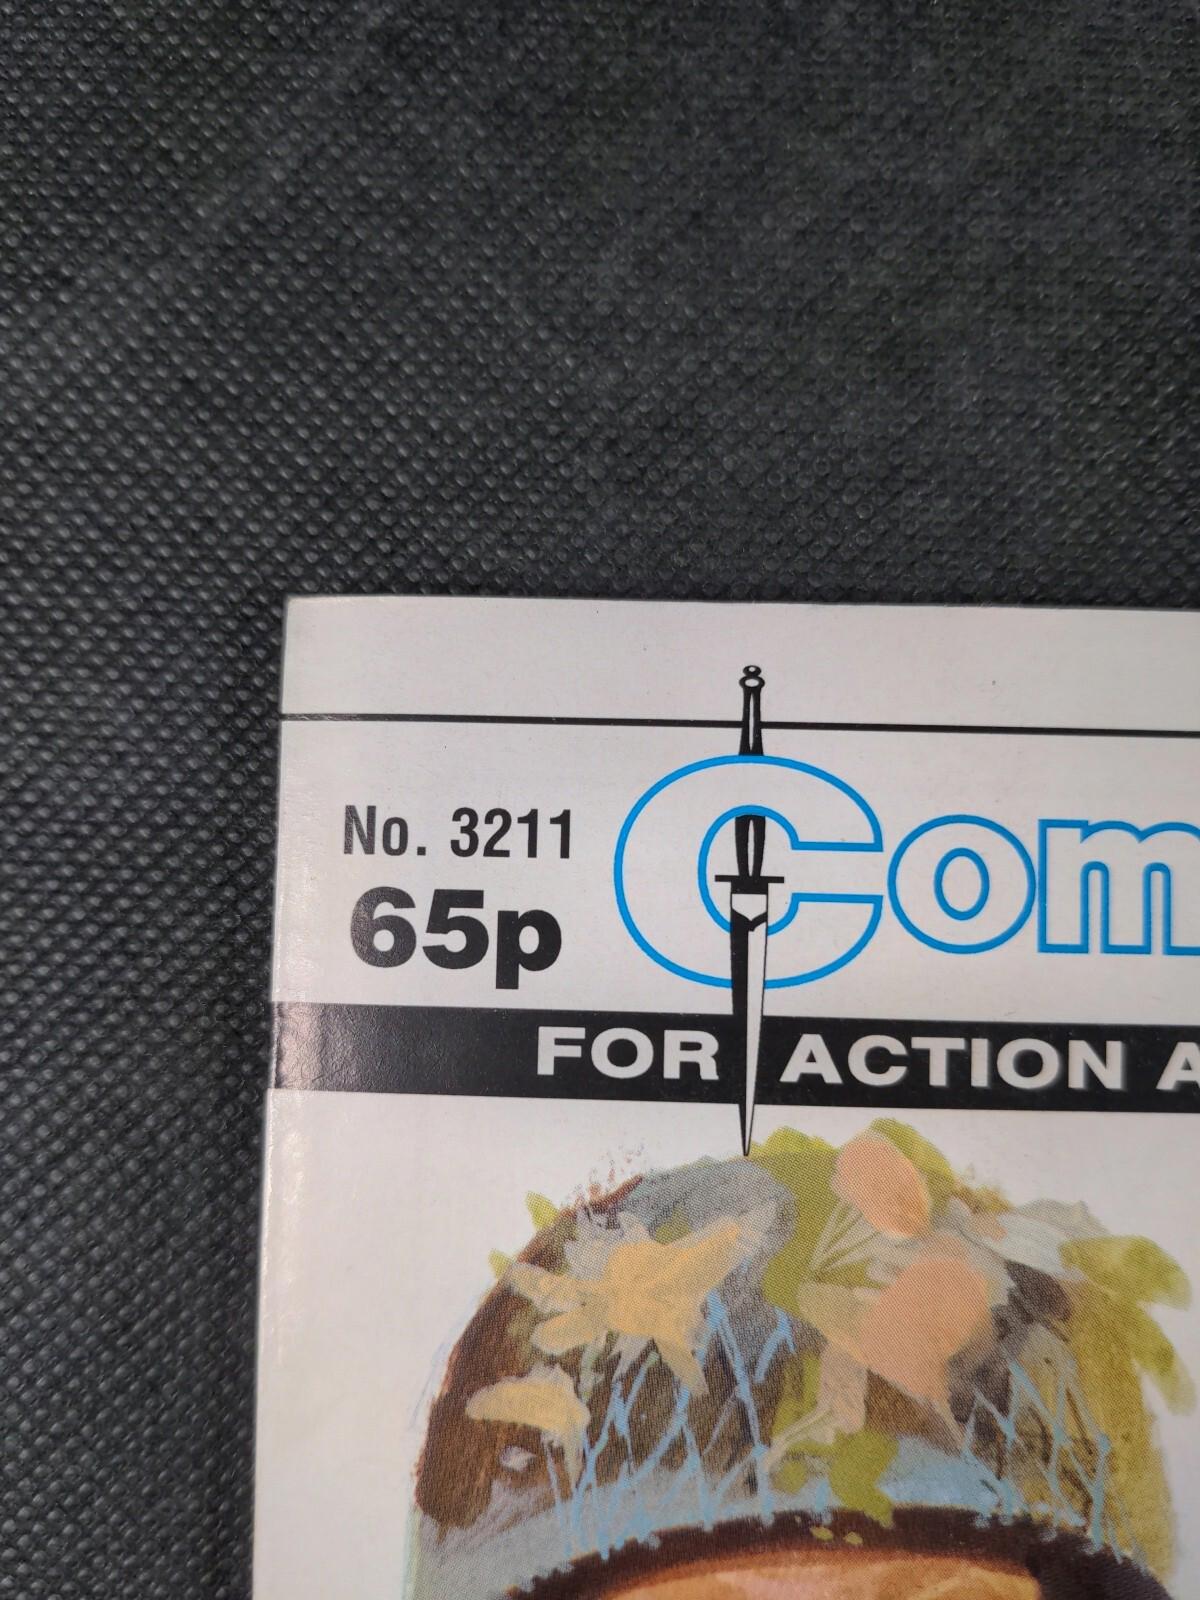 No. 3211
65p
Com
FOR ACTION A